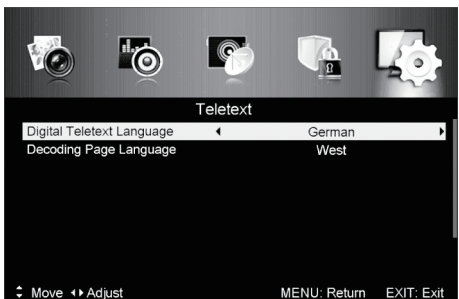 Teletext
Digital Teletext Language German
Decoding Page Language West
Move Adjust MENU: Return EXIT: Exit